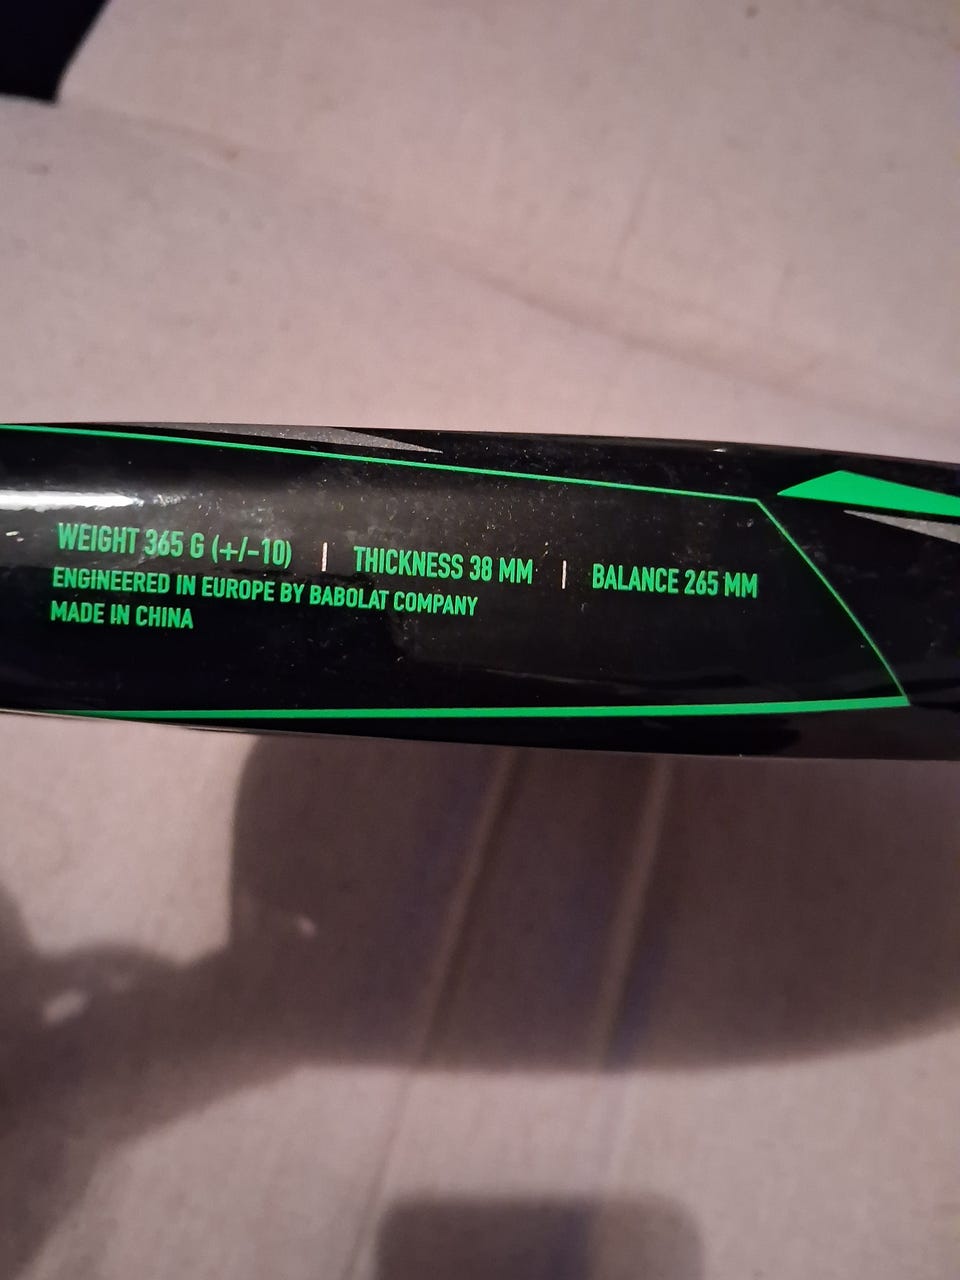 WEIGHT 365 G (+/-10) | THICKNESS 38 MM | BALANCE 265 MM
ENGINEERED IN EUROPE BY BABOLAT COMPANY
MADE IN CHINA